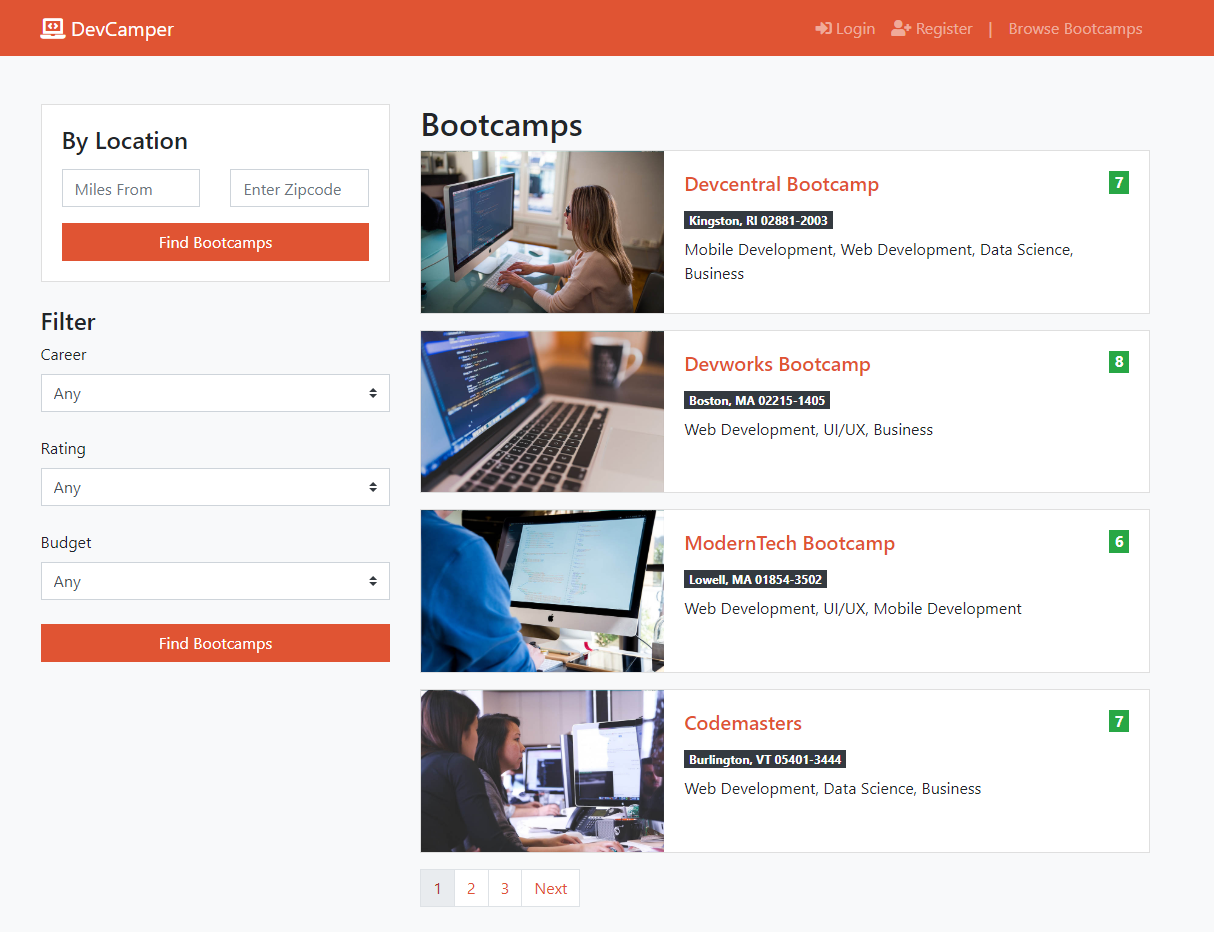 DevCamper
Login Register | Browse Bootcamps
By Location
Miles From
Enter Zipcode
Find Bootcamps
Filter
Career
Any
Rating
Any
Budget
Any
Find Bootcamps
Bootcamps
Devcentral Bootcamp
7
Kingston, RI 02881-2003
Mobile Development, Web Development, Data Science,
Business
Devworks Bootcamp
8
Boston, MA 02215-1405
Web Development, UI/UX, Business
ModernTech Bootcamp
6
Lowell, MA 01854-3502
Web Development, UI/UX, Mobile Development
Codemasters
7
Burlington, VT 05401-3444
Web Development, Data Science, Business
1 2 3 Next